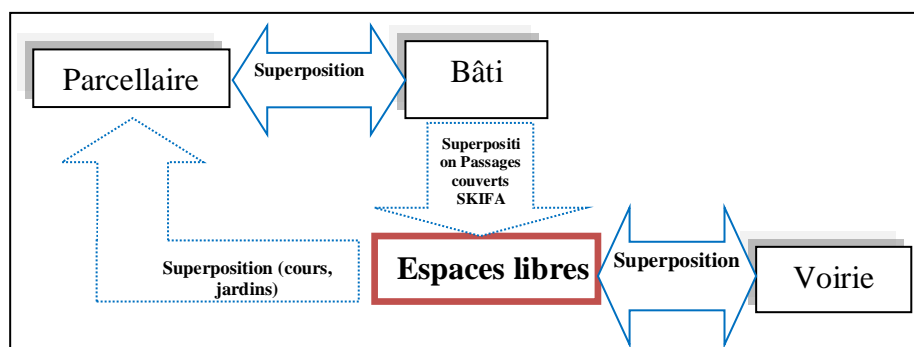 Parcellaire
Superposition
Bâti
Superpositi
on Passages
couverts
SKIFA
Superposition (cours,
jardins)
Espaces libres
Superposition
Voirie